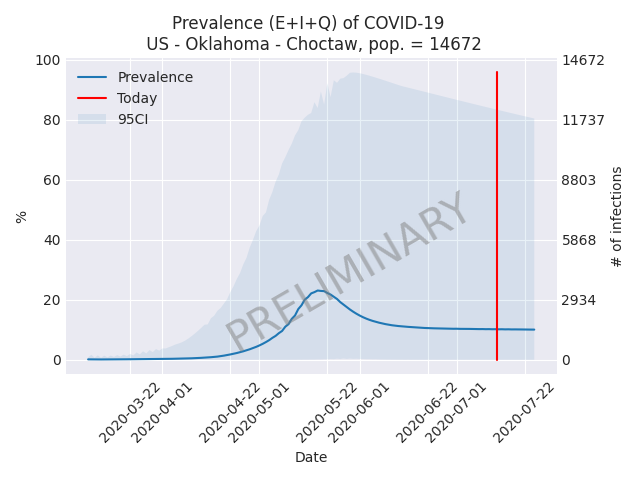 Prevalence (E+I+Q) of COVID-19
US - Oklahoma - Choctaw, pop. = 14672
100
80
60
40
20
0
%
14672
11737
8803
5868
2934
0
# of infections
Prevalence
Today
95CI
PRELIMINARY
2020-03-22
2020-04-01
2020-04-22
2020-05-01
2020-05-22
2020-06-01
2020-06-22
2020-07-01
2020-07-22
Date